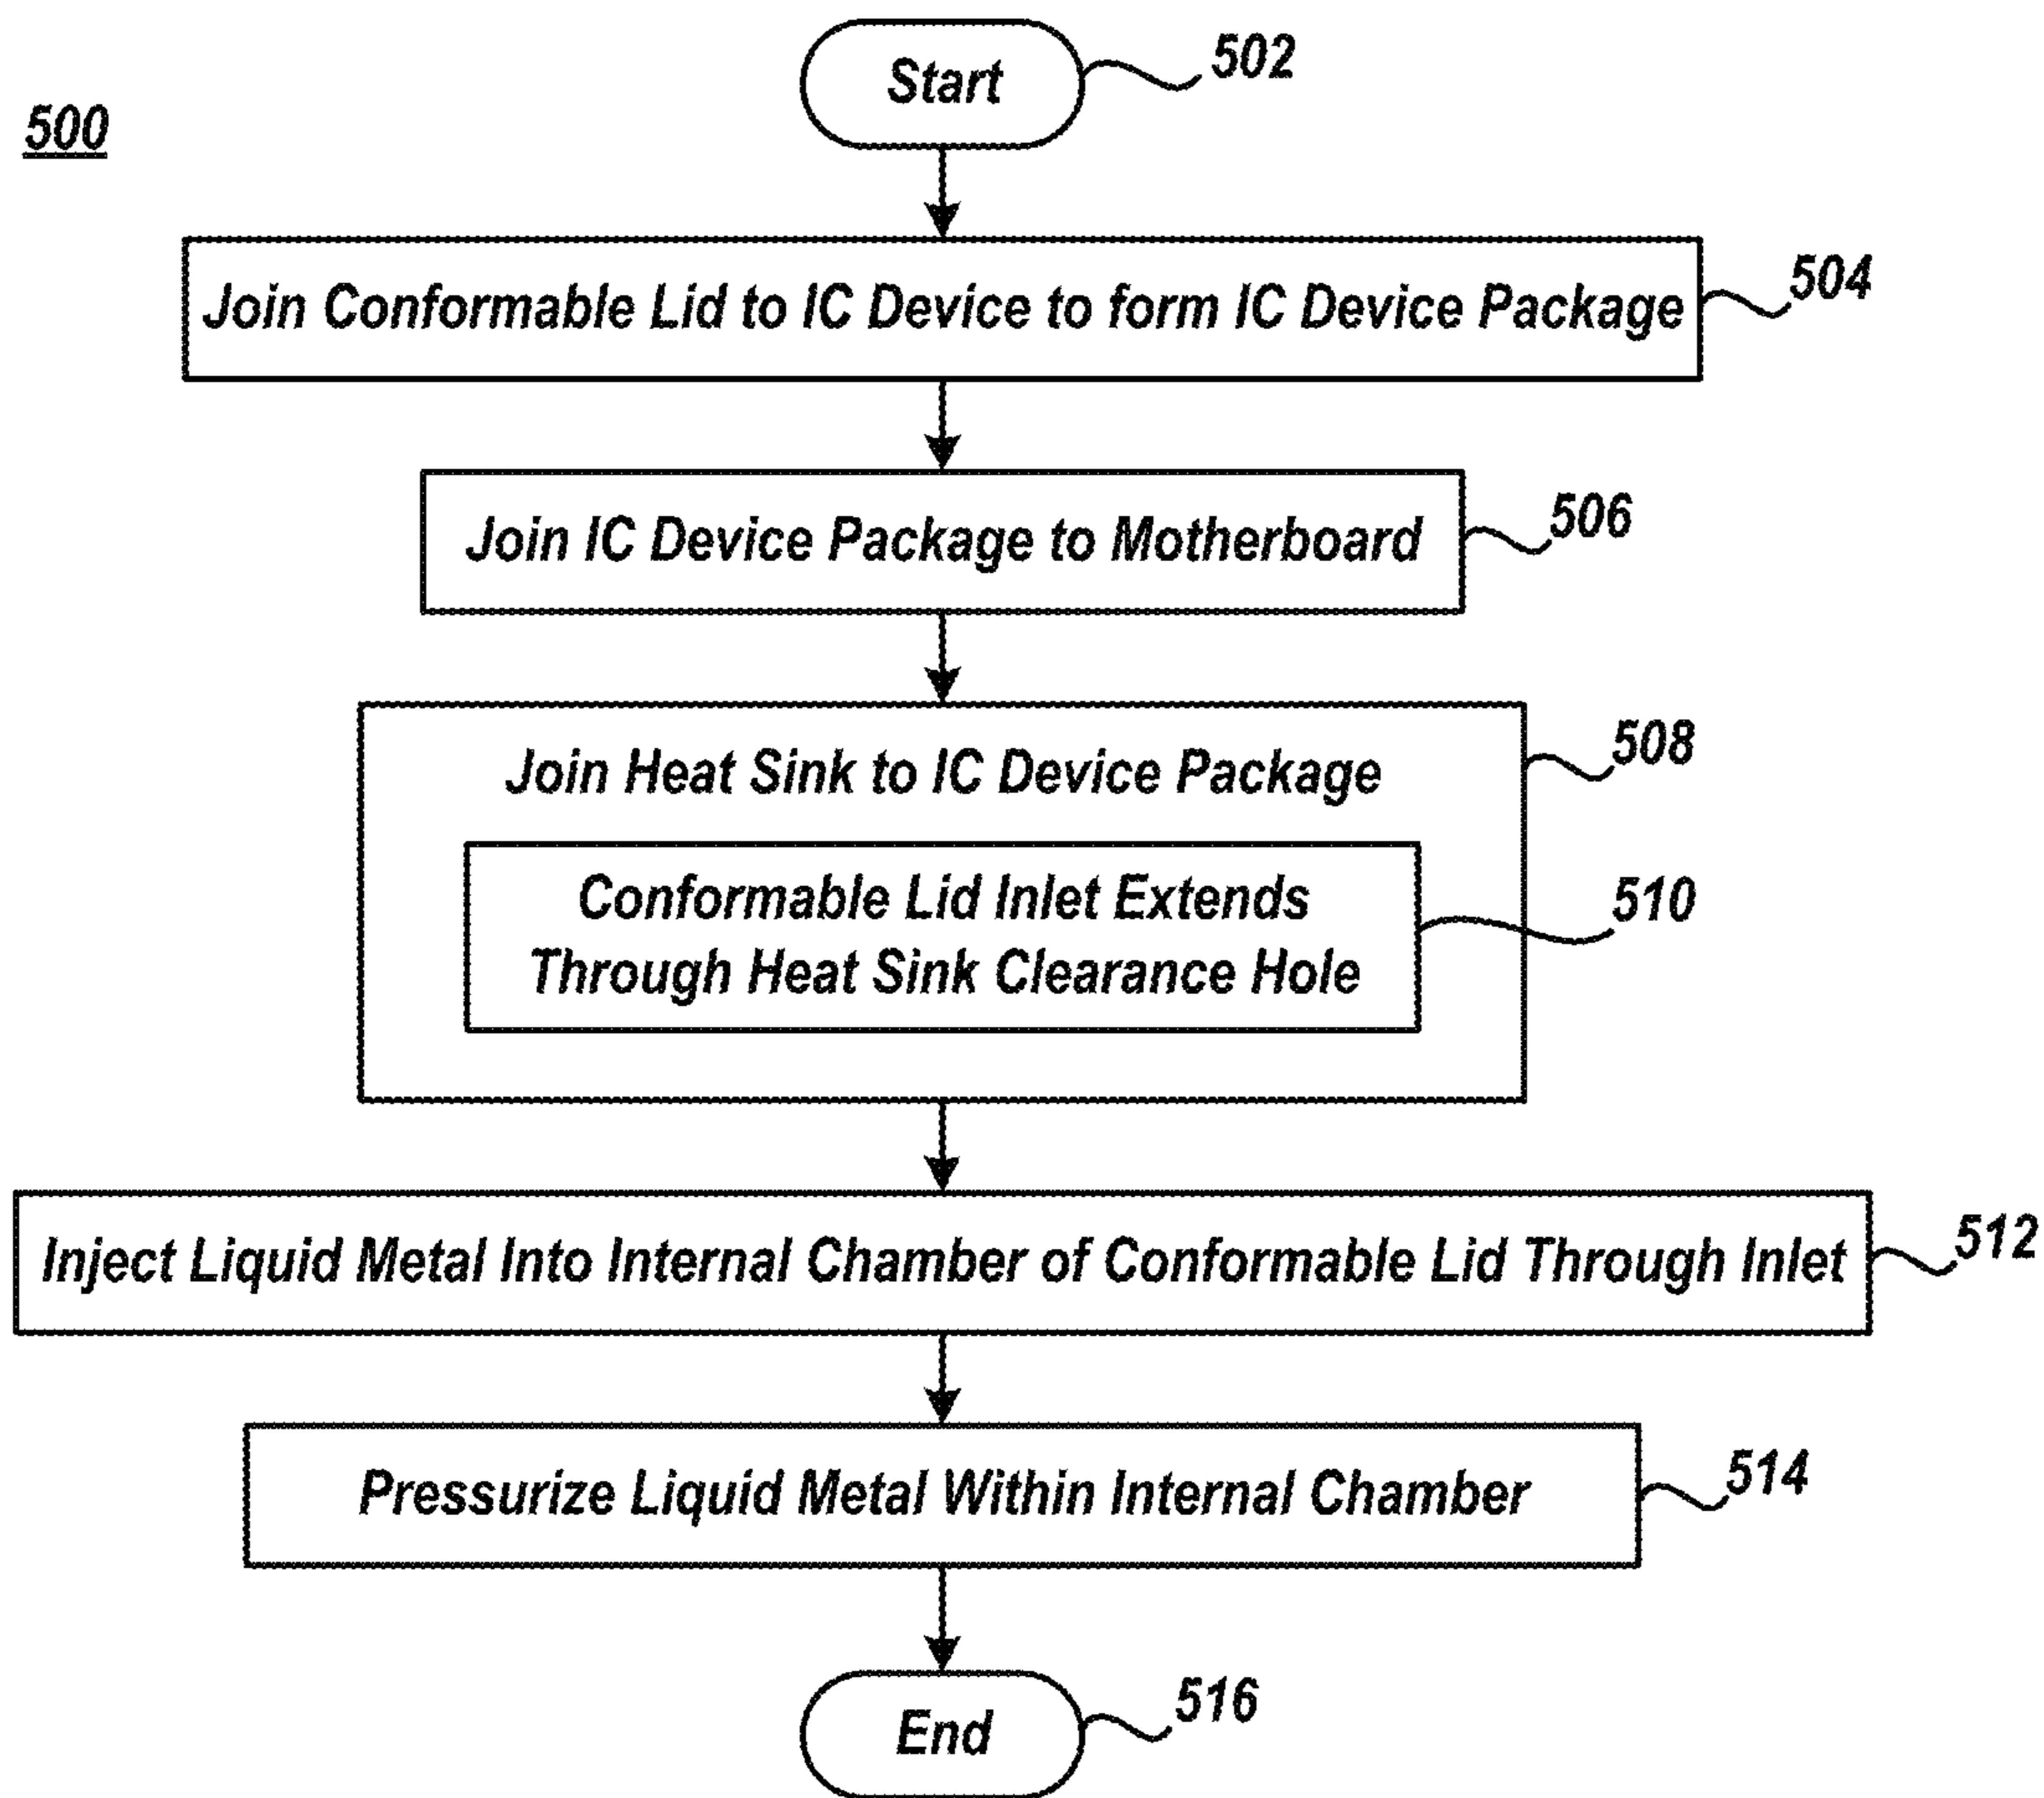 500
Start
502
Join Conformable Lid to IC Device to form IC Device Package
504
Join IC Device Package to Motherboard
506
Join Heat Sink to IC Device Package
508
Conformable Lid Inlet Extends
Through Heat Sink Clearance Hole
510
Inject Liquid Metal Into Internal Chamber of Conformable Lid Through Inlet
512
Pressurize Liquid Metal Within Internal Chamber
514
End
516